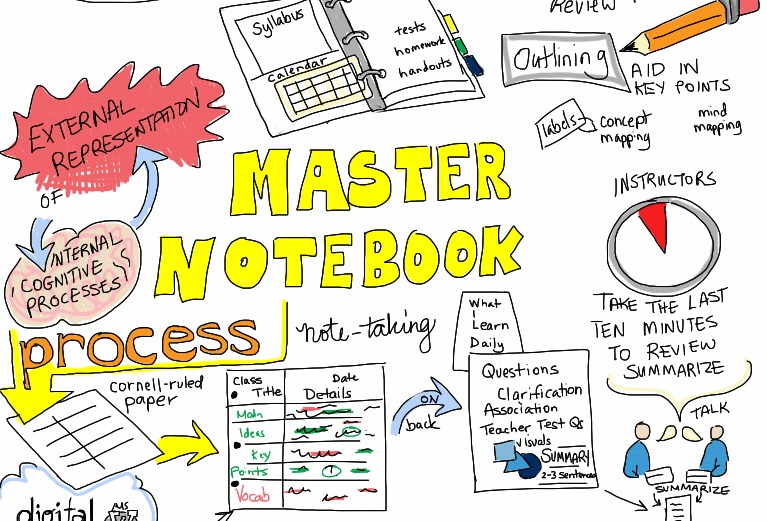 Review
Syllabus
calendar
tests
homework
handouts
Outlining
AID IN
KEY POINTS
labels
concept
mapping
mind
mapping
EXTERNAL
REPRESENTATION
OF
INTERNAL
COGNITIVE
PROCESSES
MASTER
NOTEBOOK
INSTRUCTORS
TAKE THE LAST
TEN MINUTES
TO REVIEW
SUMMARIZE
TALK
SUMMARIZE
process
note-taking
What
I Learn
Daily
cornell-ruled
paper
Class
Title
Date
Details
Main
Ideas
Key
Points
Vocab
ON
back
Questions
Clarification
Association
Teacher Test Qs
visuals
SUMMARY
2-3 sentences
digital